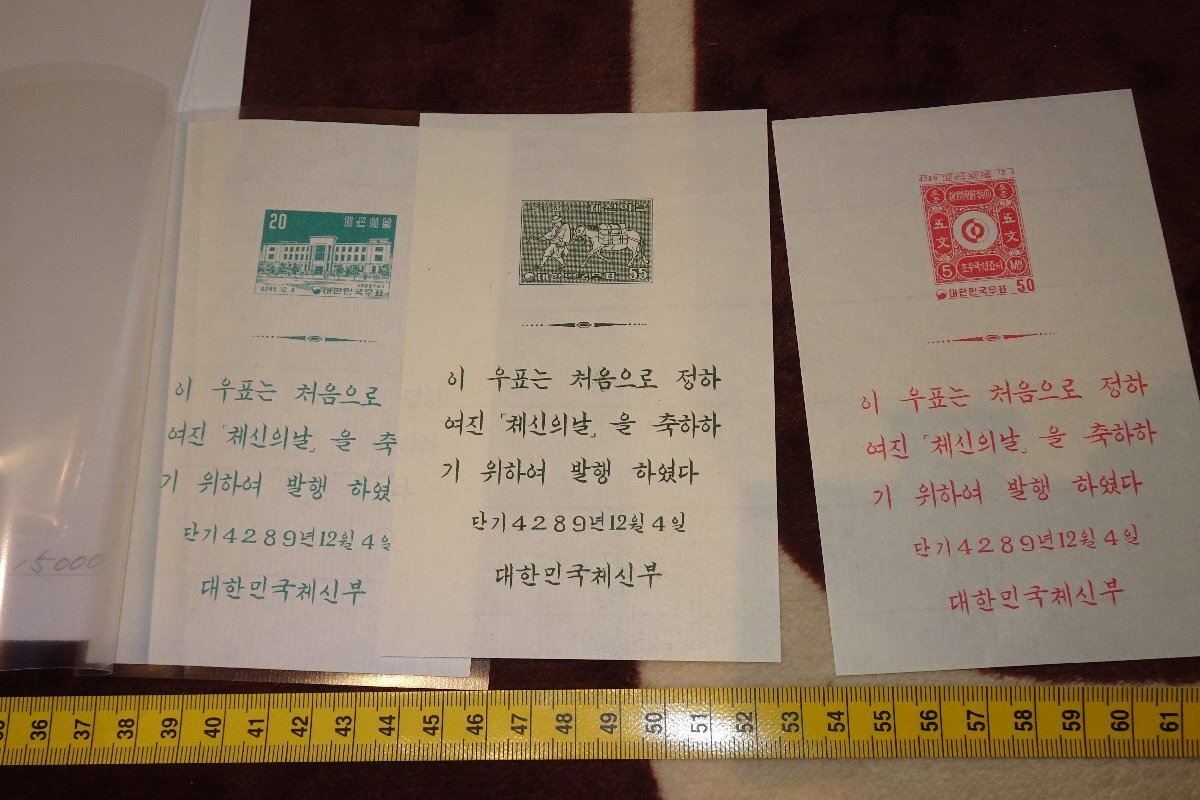 20
체신의날
4289.12.4
대한민국우표
이 우표는 처음으로
여진 「체신의날」을 축
기 위하여 발행 하였
단기4289년12월4일
대한민국체신부
15000
체신의날
55
이 우표는 처음으로 정하
여진 「체신의날」을 축하하
기 위하여 발행 하였다
단기4289년12월4일
대한민국체신부
五文
五文
5
Mn
대한민국우표
50
이 우표는 처음으로 정하
여진 「체신의날」을 축하하
기 위하여 발행 하였다
단기4289년12월4일
대한민국체신부
36 37 38 39 40 41 42 43 44 45 46 47 48 49 50 51 52 53 54 55 56 57 58 59 60 61